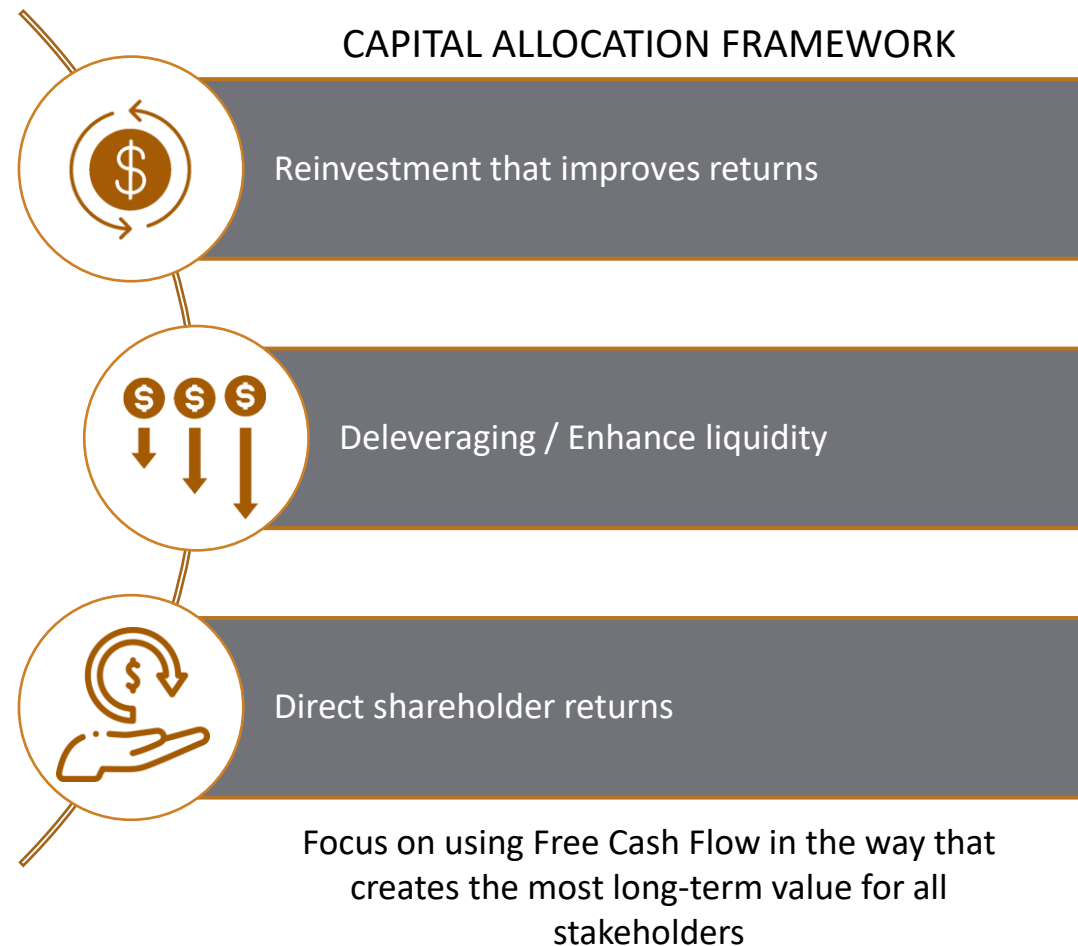 CAPITAL ALLOCATION FRAMEWORK
$
Reinvestment that improves returns
$ $ $
Deleveraging / Enhance liquidity
$
Direct shareholder returns
Focus on using Free Cash Flow in the way that
creates the most long-term value for all
stakeholders